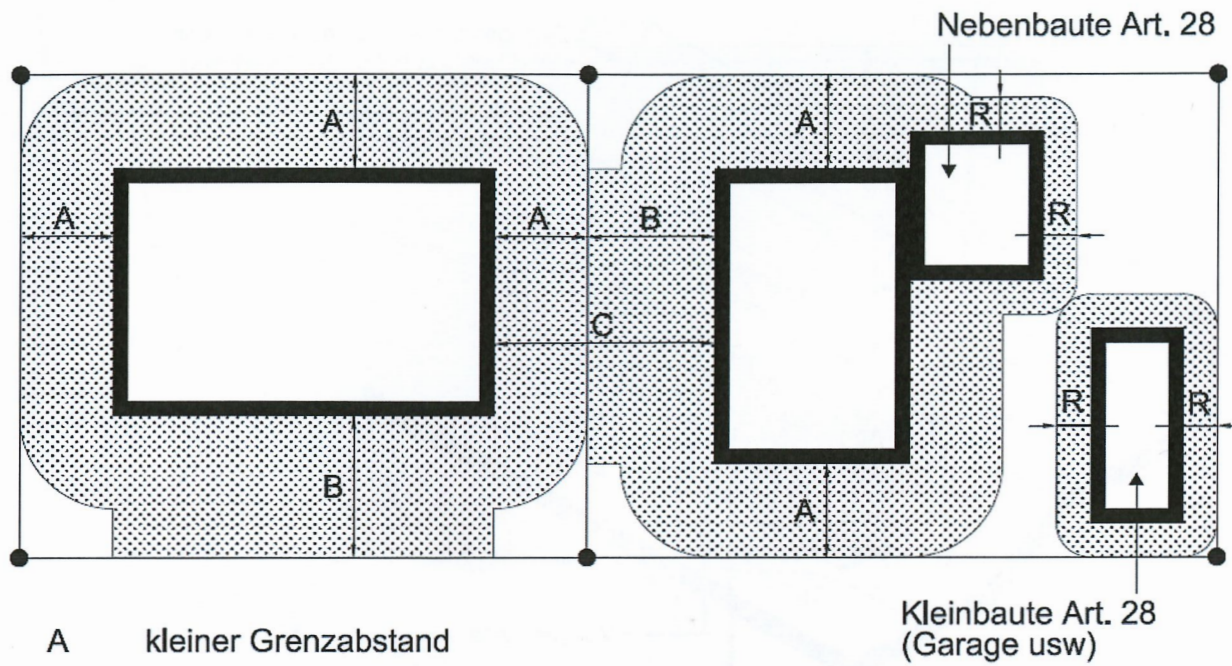 Nebenbaute Art. 28
A
A
R
A
A
B
R
C
R
R
B
A
Kleinbaute Art. 28
(Garage usw)
A kleiner Grenzabstand